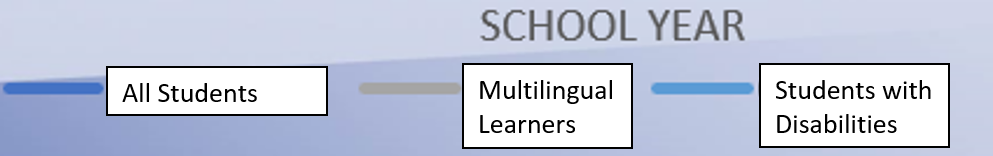 SCHOOL YEAR
All Students
Multilingual
Learners
Students with
Disabilities